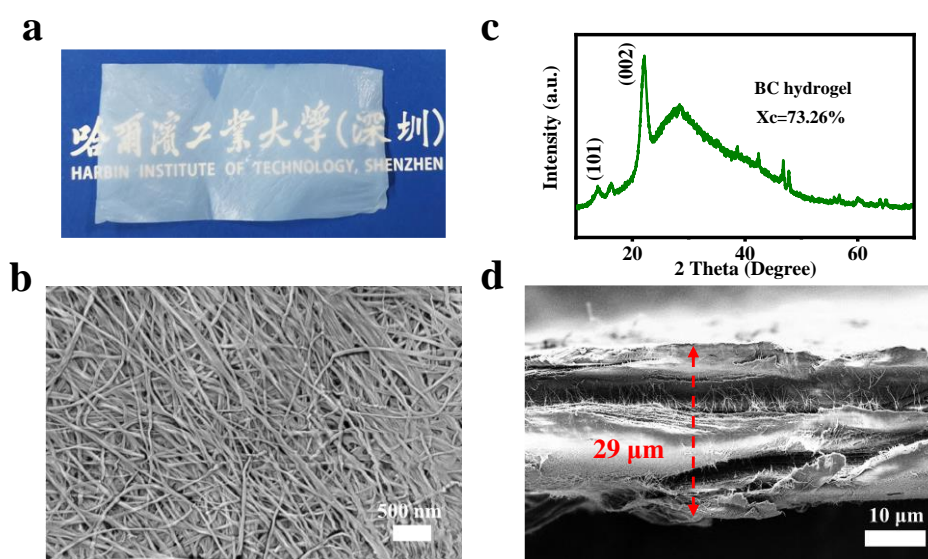 a
哈爾濱工業大學(深圳)
HARBIN INSTITUTE OF TECHNOLOGY, SHENZHEN
b
500 nm
c
Intensity (a.u.)
(101)
(002)
BC hydrogel
Xc=73.26%
20
40
60
2 Theta (Degree)
d
29 μm
10 μm